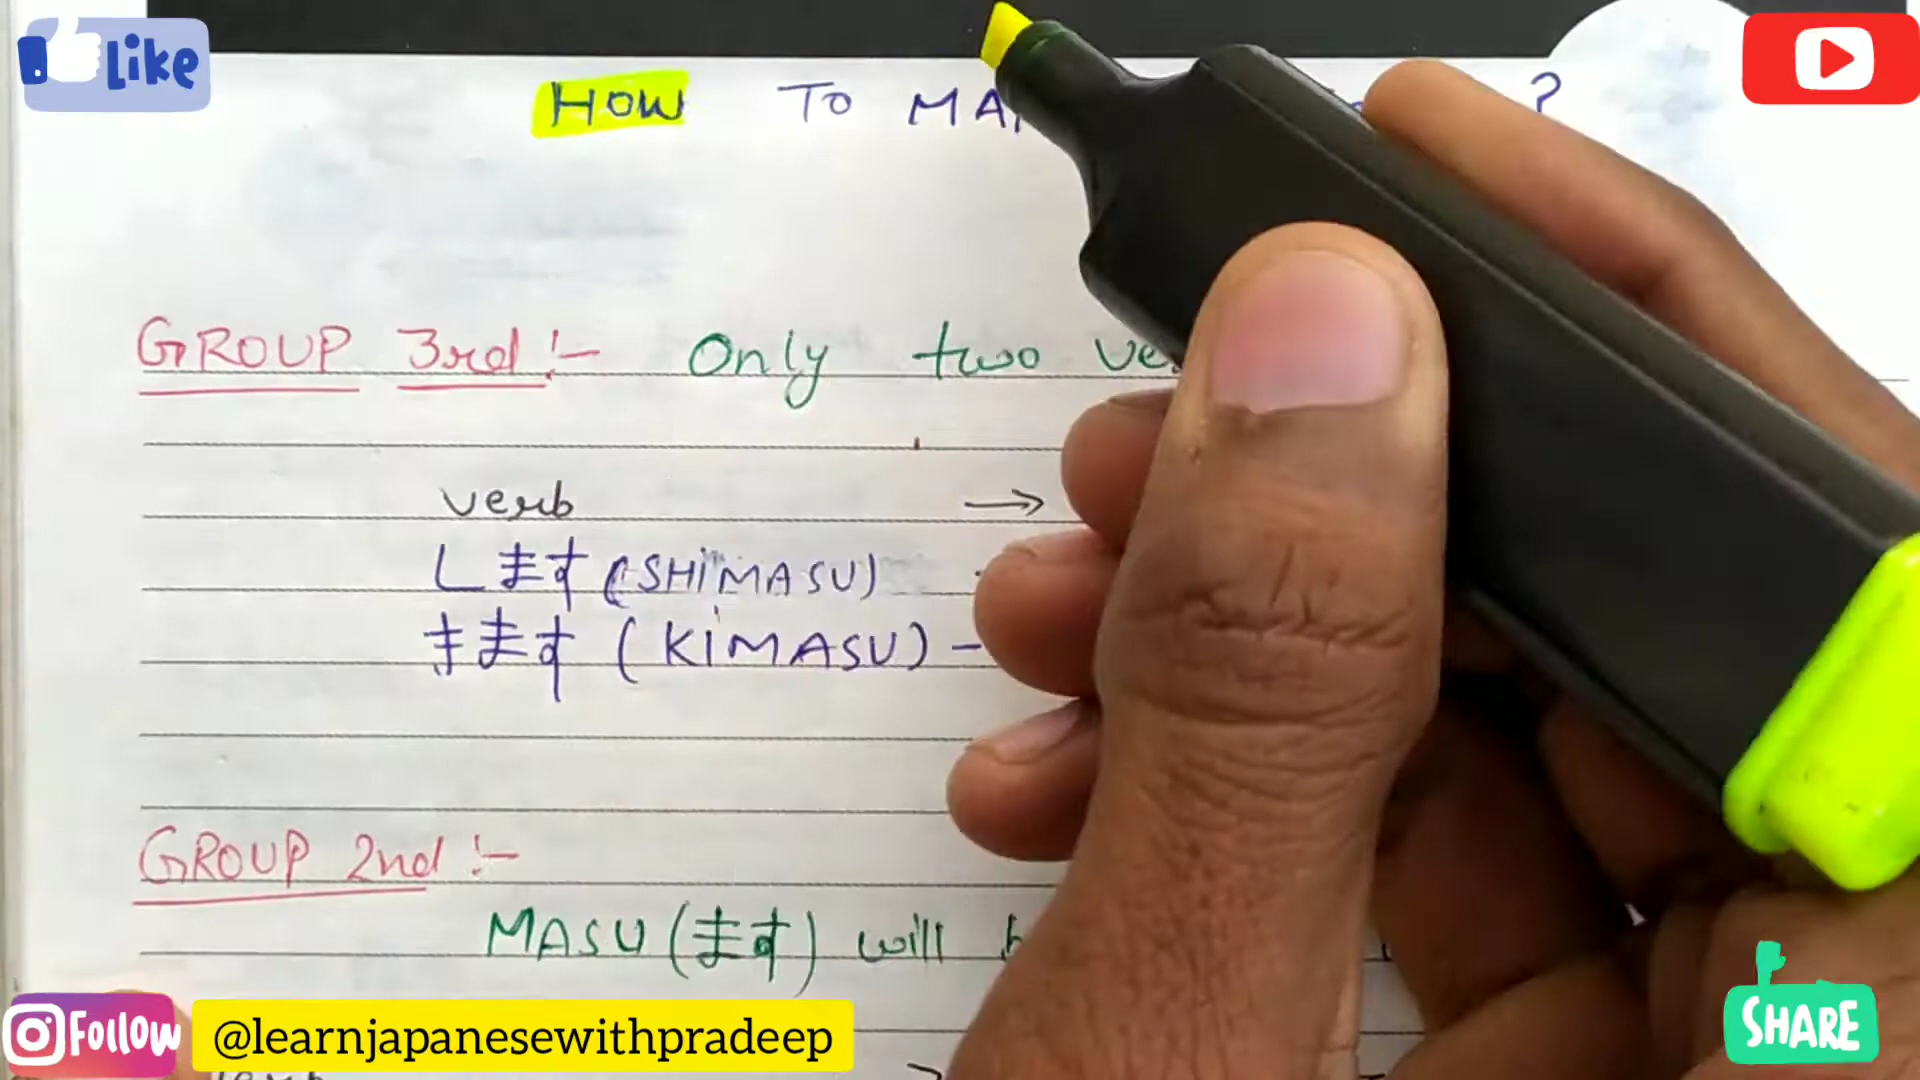 Like
HOW TO MA ?
GROUP 3rd :- Only two ve
verb →
します (SHIMASU)
きます (KIMASU) -
GROUP 2nd :-
MASU (ます) will
Follow @learnjapanesewithpradeep
SHARE